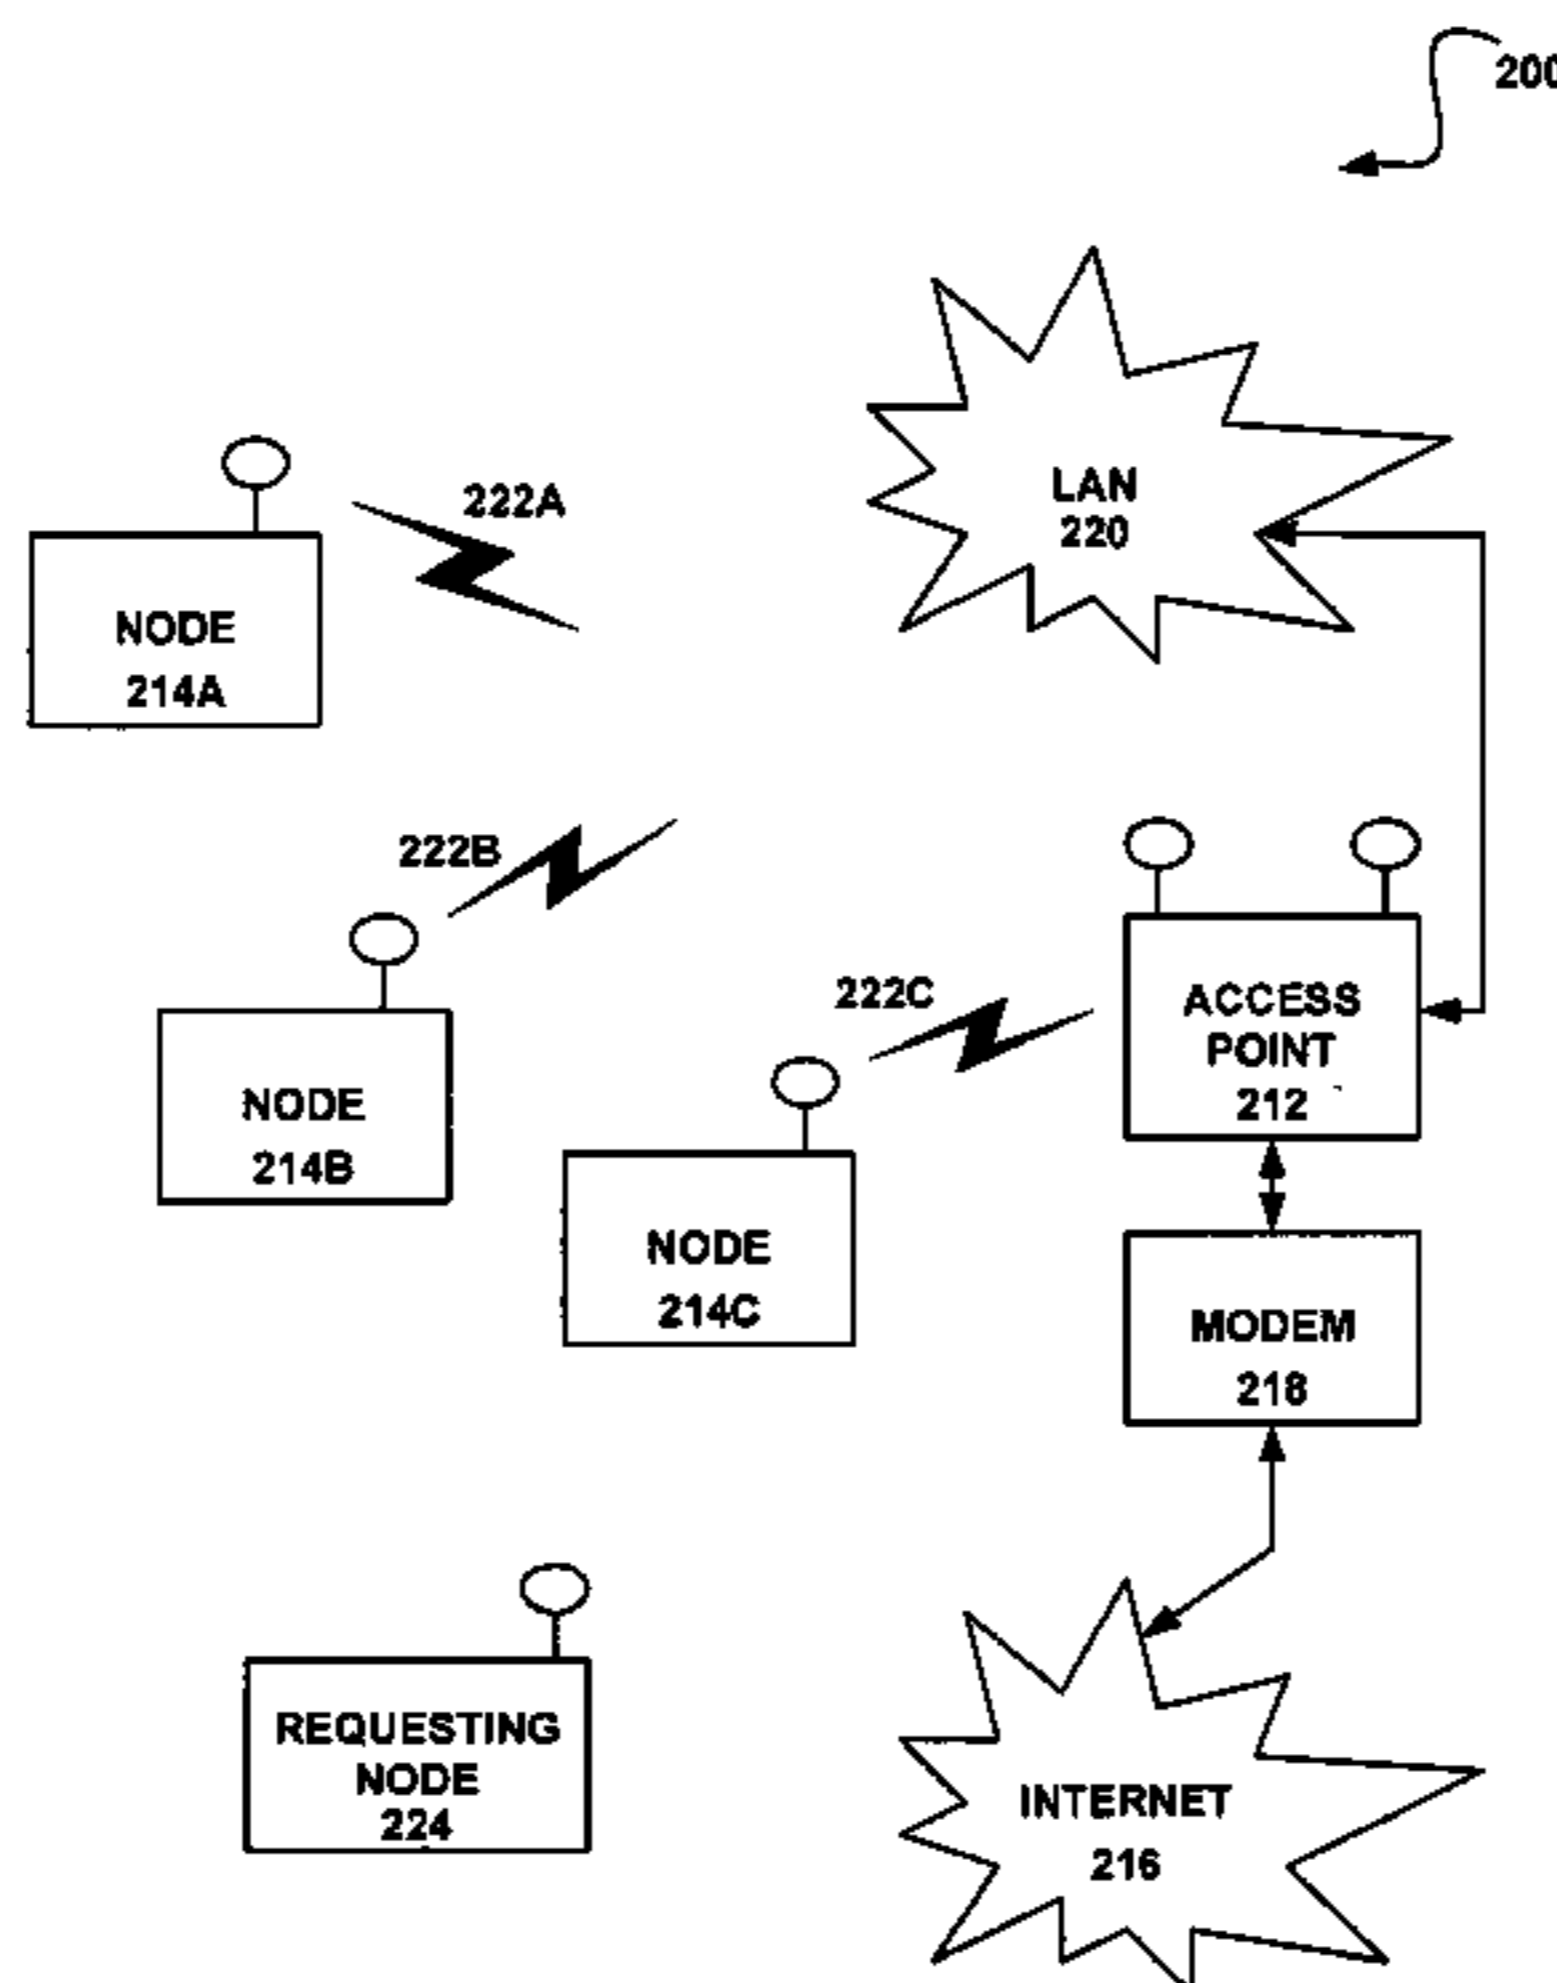 200
LAN
220
222A
NODE
214A
222B
222C
ACCESS
POINT
212
NODE
214B
NODE
214C
MODEM
218
REQUESTING
NODE
224
INTERNET
216